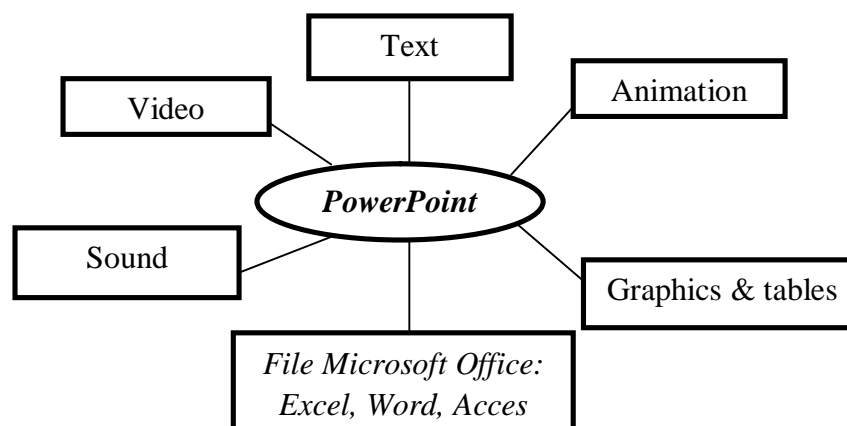 Text
Video
Animation
PowerPoint
Sound
Graphics & tables
File Microsoft Office:
Excel, Word, Acces